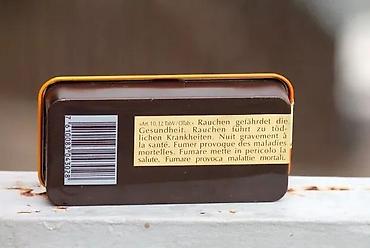 «Art. 10, 12 TabV/OTab» Rauchen gefährdet die
Gesundheit. Rauchen führt zu töd-
lichen Krankheiten. Nuit gravement à
la santé. Fumer provoque des maladies
mortelles. Fumare mette in pericolo la
salute. Fumare provoca malattie mortali.